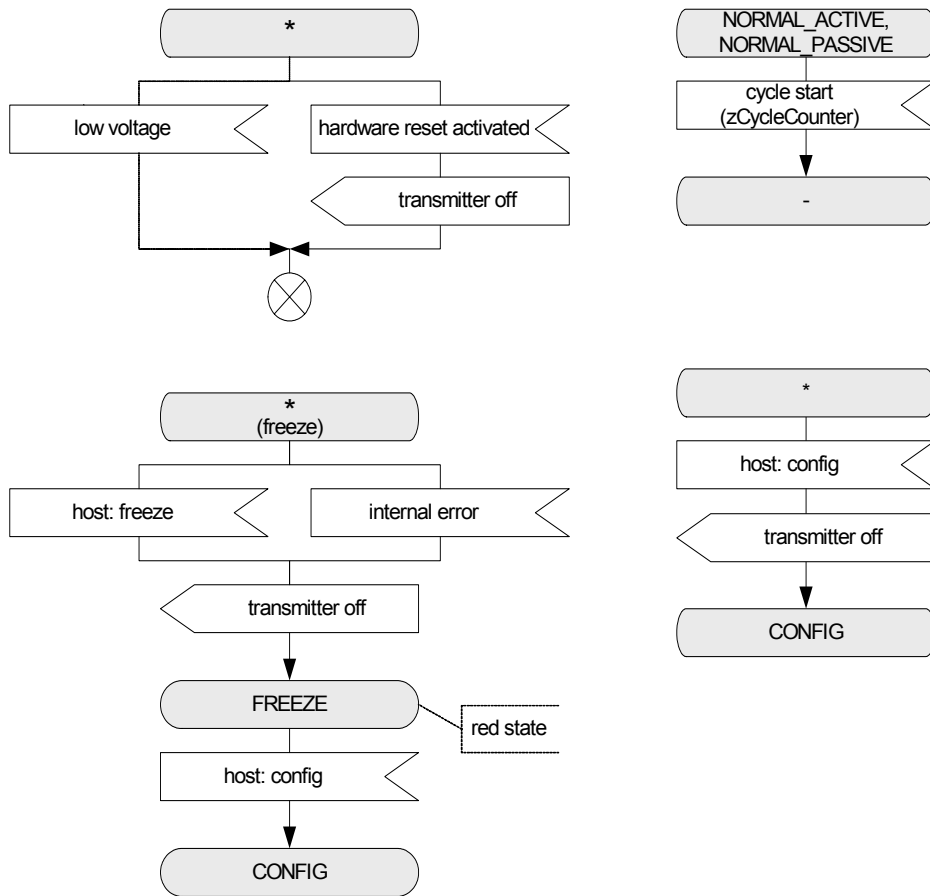 *
low voltage
hardware reset activated
transmitter off
NORMAL_ACTIVE,
NORMAL_PASSIVE
cycle start
(zCycleCounter)
-
*
(freeze)
host: freeze
internal error
transmitter off
FREEZE
red state
host: config
CONFIG
*
host: config
transmitter off
CONFIG